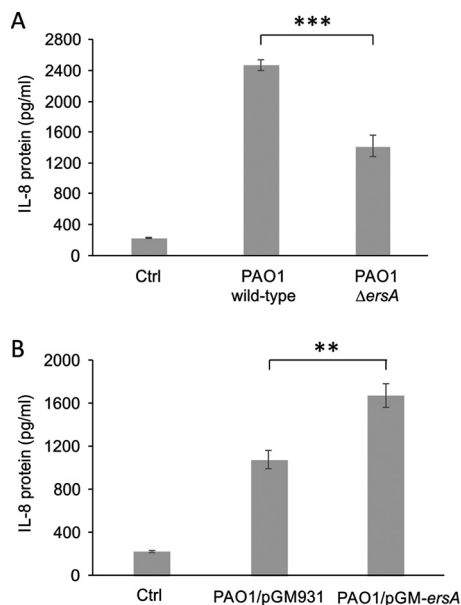 A
***
2800
2400
2000
1600
1200
800
400
0
IL-8 protein (pg/ml)
Ctrl
PAO1
wild-type
PAO1
ΔersA
B
**
2000
1600
1200
800
400
0
IL-8 protein (pg/ml)
Ctrl
PAO1/pGM931
PAO1/pGM-ersA